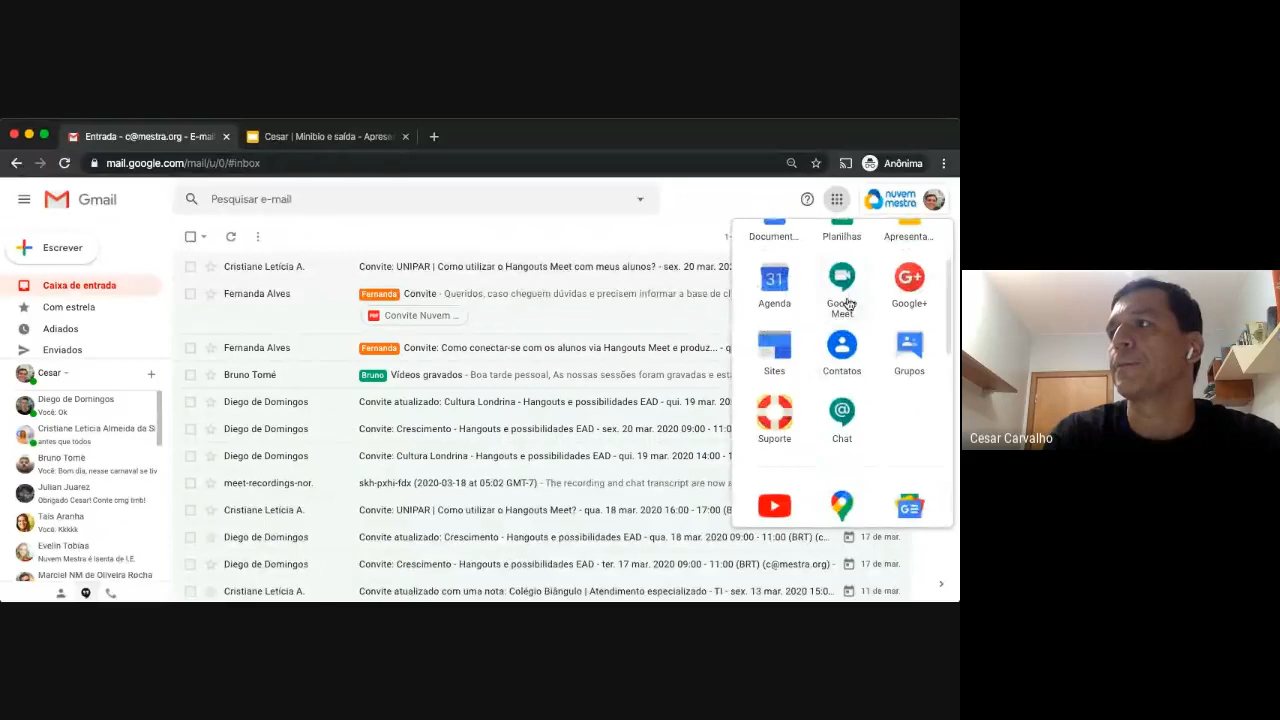 Entrada - c@mestra.org - E-mai
Cesar | Minibio e saída - Aprese
mail.google.com/mail/u/0/#inbox
Anônima
Gmail
Pesquisar e-mail
nuvem
mestra
Escrever
Caixa de entrada
Com estrela
Adiados
Enviados
Cesar
Diego de Domingos
Você: Ok
Cristiane Letícia Almeida da Si
antes que todos
Bruno Tomé
Você: Bom dia, nesse carnaval se tiv
Julian Juarez
Obrigado Cesar! Conte cmg tmb!
Tais Aranha
Você: Kkkkk
Evelin Tobias
Nuvem Mestra é isenta de I.E.
Marciel NM de Oliveira Rocha
Cristiane Letícia A. Convite: UNIPAR | Como utilizar o Hangouts Meet com meus alunos? - sex. 20 mar. 202
Fernanda Alves Fernanda Convite - Queridos, caso cheguem dúvidas e precisem informar a base de cl
PDF Convite Nuvem ...
Fernanda Alves Fernanda Convite: Como conectar-se com os alunos via Hangouts Meet e produz... - qu
Bruno Tomé Bruno Vídeos gravados - Boa tarde pessoal, As nossas sessões foram gravadas e esta
Diego de Domingos Convite atualizado: Cultura Londrina - Hangouts e possibilidades EAD - qui. 19 mar. 20
Diego de Domingos Convite: Crescimento - Hangouts e possibilidades EAD - sex. 20 mar. 2020 09:00 - 11:0
Diego de Domingos Convite: Cultura Londrina - Hangouts e possibilidades EAD - qui. 19 mar. 2020 14:00 -
meet-recordings-nor. skh-pxhi-fdx (2020-03-18 at 05:02 GMT-7) - The recording and chat transcript are now a
Cristiane Letícia A. Convite: UNIPAR | Como utilizar o Hangouts Meet? - qua. 18 mar. 2020 16:00 - 17:00 (B
Diego de Domingos Convite atualizado: Crescimento - Hangouts e possibilidades EAD - qua. 18 mar. 2020 09:00 - 11:00 (BRT) (c... 17 de mar.
Diego de Domingos Convite: Crescimento - Hangouts e possibilidades EAD - ter. 17 mar. 2020 09:00 - 11:00 (BRT) (c@mestra.org) - 17 de mar.
Cristiane Letícia A. Convite atualizado com uma nota: Colégio Biângulo | Atendimento especializado - TI - sex. 13 mar. 2020 15:0... 11 de mar.
Document... Planilhas Apresenta...
31 G+
Agenda Google Google+
Meet
Sites Contatos Grupos
@
Suporte Chat
GE
Cesar Carvalho